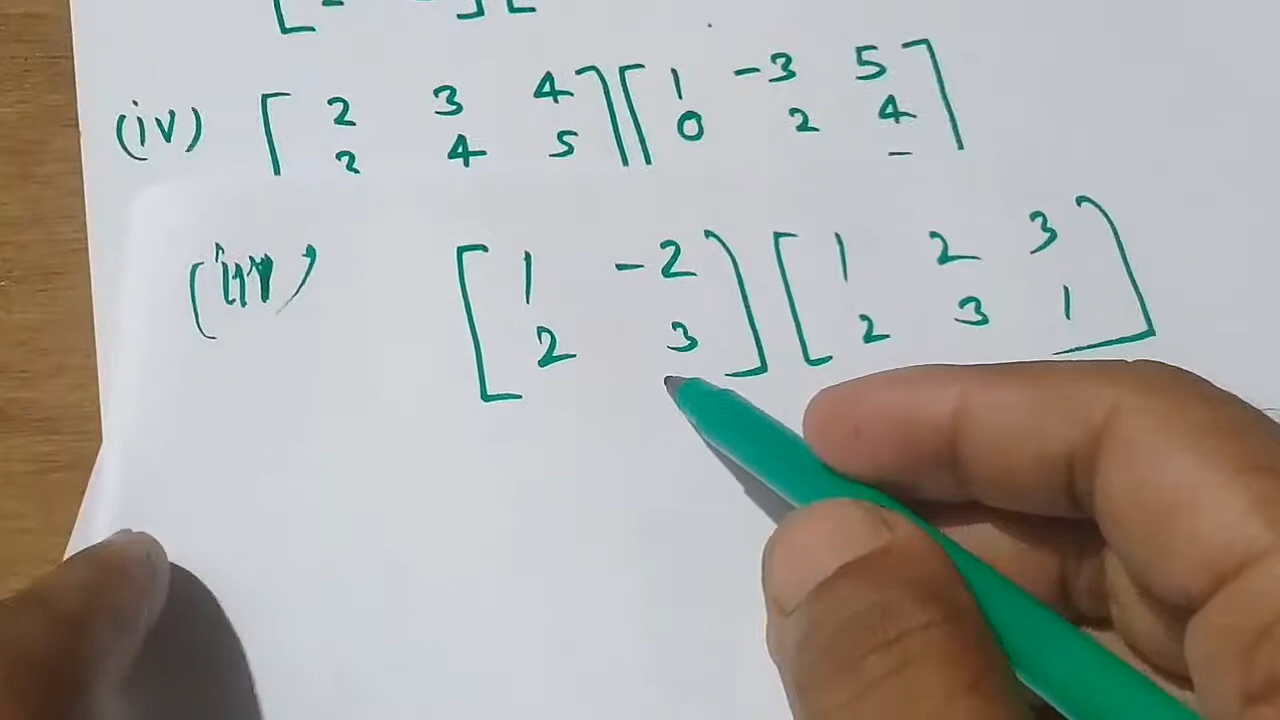 (iv) [ 2 3 4 ] [ 1 -3 5 ]
2 4 5 0 2 4
(iii) [ 1 -2 ] [ 1 2 3 ]
2 3 2 3 1